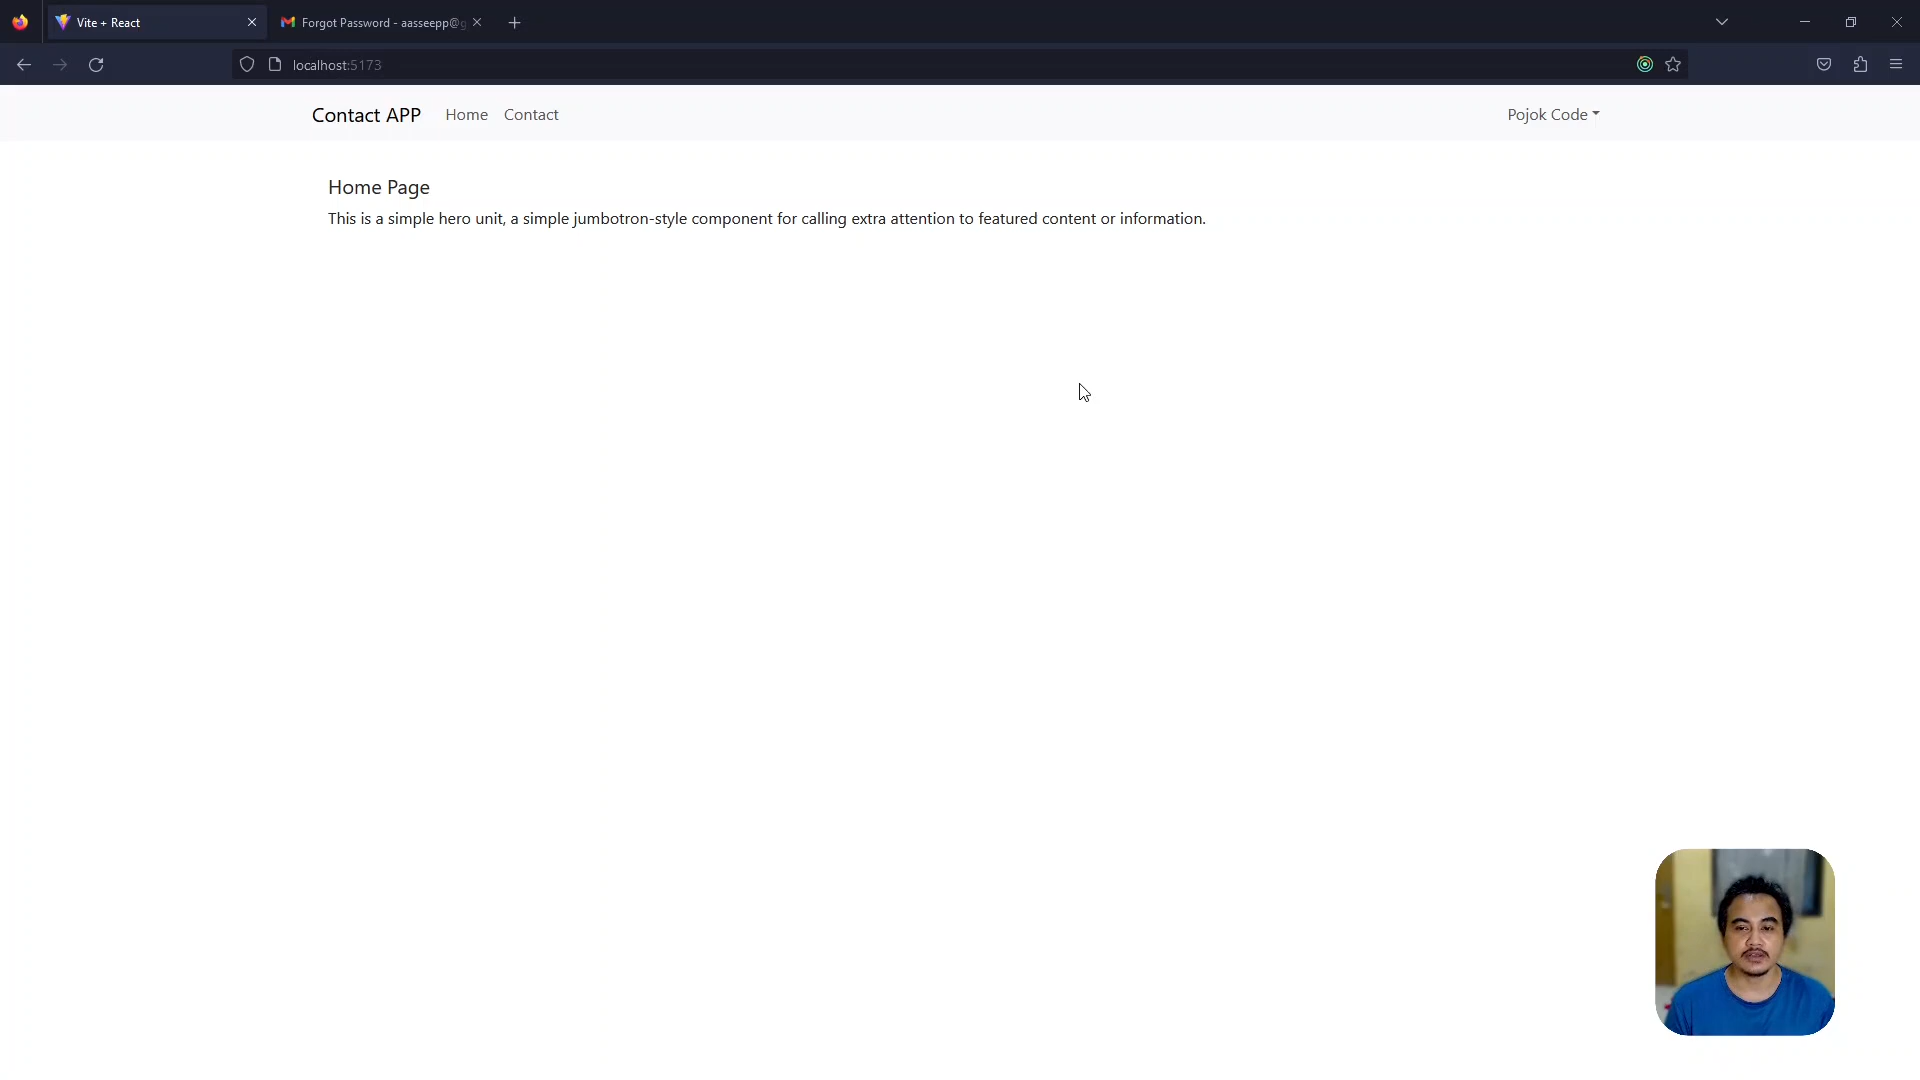 Vite + React
Forgot Password - aasseepp@g
localhost:5173
Contact APP
Home
Contact
Pojok Code
Home Page
This is a simple hero unit, a simple jumbotron-style component for calling extra attention to featured content or information.